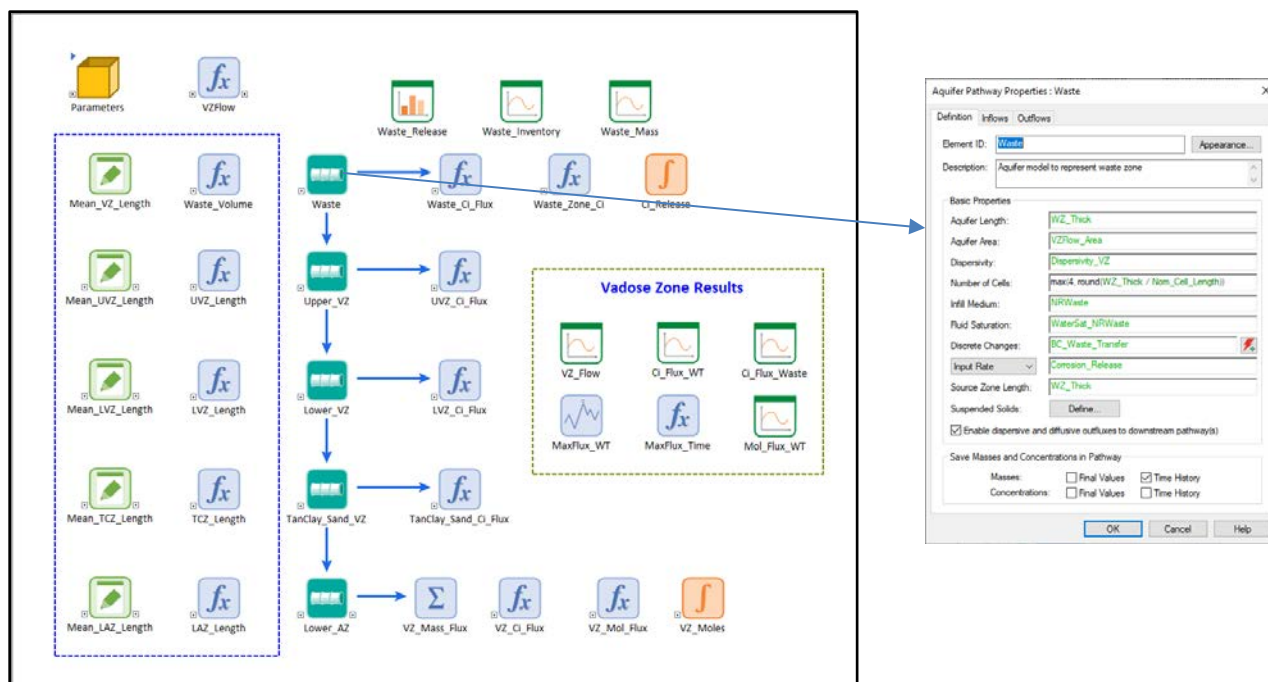 Parameters
VZFlow
Waste_Release
Waste_Inventory
Waste_Mass
Mean_VZ_Length
Waste_Volume
Waste
Waste_Ci_Flux
Waste_Zone_Ci
Ci_Release
Mean_UVZ_Length
UVZ_Length
Upper_VZ
UVZ_Ci_Flux
Mean_LVZ_Length
LVZ_Length
Lower_VZ
LVZ_Ci_Flux
Mean_TCZ_Length
TCZ_Length
TanClay_Sand_VZ
TanClay_Sand_Ci_Flux
Mean_LAZ_Length
LAZ_Length
Lower_AZ
VZ_Mass_Flux
VZ_Ci_Flux
VZ_Mol_Flux
VZ_Moles
Vadose Zone Results
VZ_Flow
Ci_Flux_WT
Ci_Flux_Waste
MaxFlux_WT
MaxFlux_Time
Mol_Flux_WT
Aquifer Pathway Properties : Waste
Definition Inflows Outflows
Element ID: Waste Appearance...
Description: Aquifer model to represent waste zone
Basic Properties
Aquifer Length: WZ_Thick
Aquifer Area: VZFlow_Area
Dispersivity: Dispersivity_VZ
Number of Cells: max(4, round(WZ_Thick / Nom_Cell_Length))
Infill Medium: NRWaste
Fluid Saturation: WaterSat_NRWaste
Discrete Changes: BC_Waste_Transfer
Input Rate Corrosion_Release
Source Zone Length: WZ_Thick
Suspended Solids: Define...
Enable dispersive and diffusive outfluxes to downstream pathway(s)
Save Masses and Concentrations in Pathway
Masses: Final Values Time History
Concentrations: Final Values Time History
OK Cancel Help